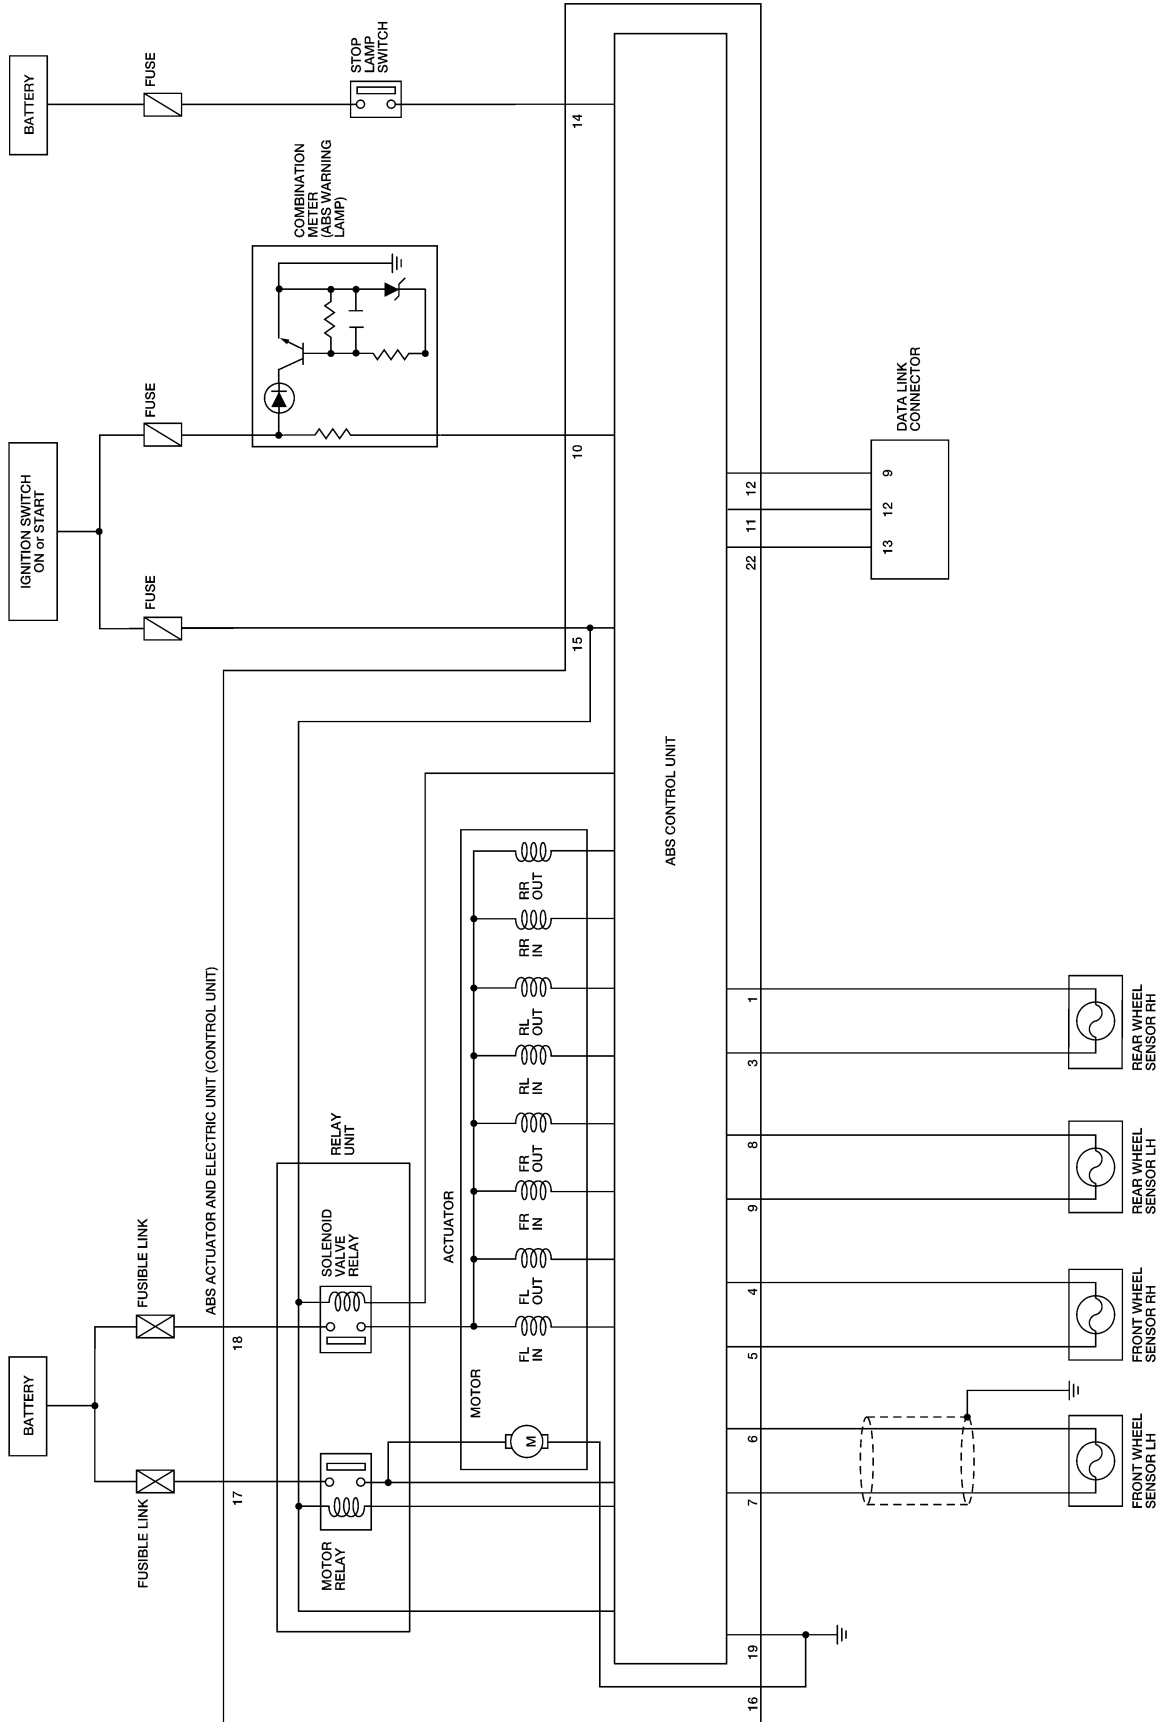 BATTERY
FUSIBLE LINK
FUSIBLE LINK
17
18
ABS ACTUATOR AND ELECTRIC UNIT (CONTROL UNIT)
MOTOR
RELAY
SOLENOID
VALVE
RELAY
RELAY
UNIT
ACTUATOR
MOTOR
M
FL
IN
FL
OUT
FR
IN
FR
OUT
RL
IN
RL
OUT
RR
IN
RR
OUT
IGNITION SWITCH
ON or START
FUSE
FUSE
15
10
COMBINATION
METER
(ABS WARNING
LAMP)
BATTERY
FUSE
STOP
LAMP
SWITCH
14
ABS CONTROL UNIT
16
19
7
6
5
4
9
8
3
1
22
11
12
FRONT WHEEL
SENSOR LH
FRONT WHEEL
SENSOR RH
REAR WHEEL
SENSOR LH
REAR WHEEL
SENSOR RH
13
12
9
DATA LINK
CONNECTOR